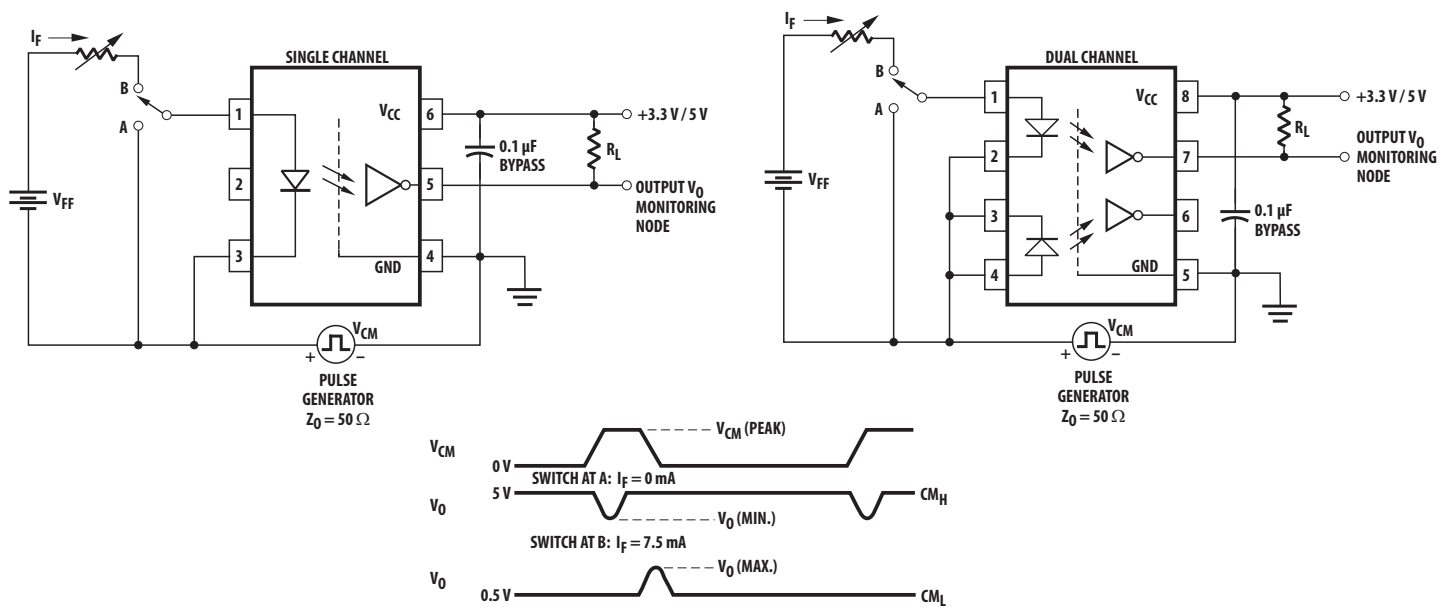 I_F
SINGLE CHANNEL
B
A
V_FF
1
2
3
V_CC
6
5
4
GND
0.1 µF
BYPASS
R_L
+3.3 V / 5 V
OUTPUT V_O
MONITORING
NODE
V_CM
+ –
PULSE
GENERATOR
Z_O = 50 Ω
I_F
DUAL CHANNEL
B
A
V_FF
1
2
3
4
V_CC
8
7
6
5
GND
R_L
+3.3 V / 5 V
OUTPUT V_O
MONITORING
NODE
0.1 µF
BYPASS
V_CM
+ –
PULSE
GENERATOR
Z_O = 50 Ω
V_CM
V_CM (PEAK)
0 V
SWITCH AT A: I_F = 0 mA
V_O
5 V
CM_H
V_O (MIN.)
SWITCH AT B: I_F = 7.5 mA
V_O
V_O (MAX.)
0.5 V
CM_L